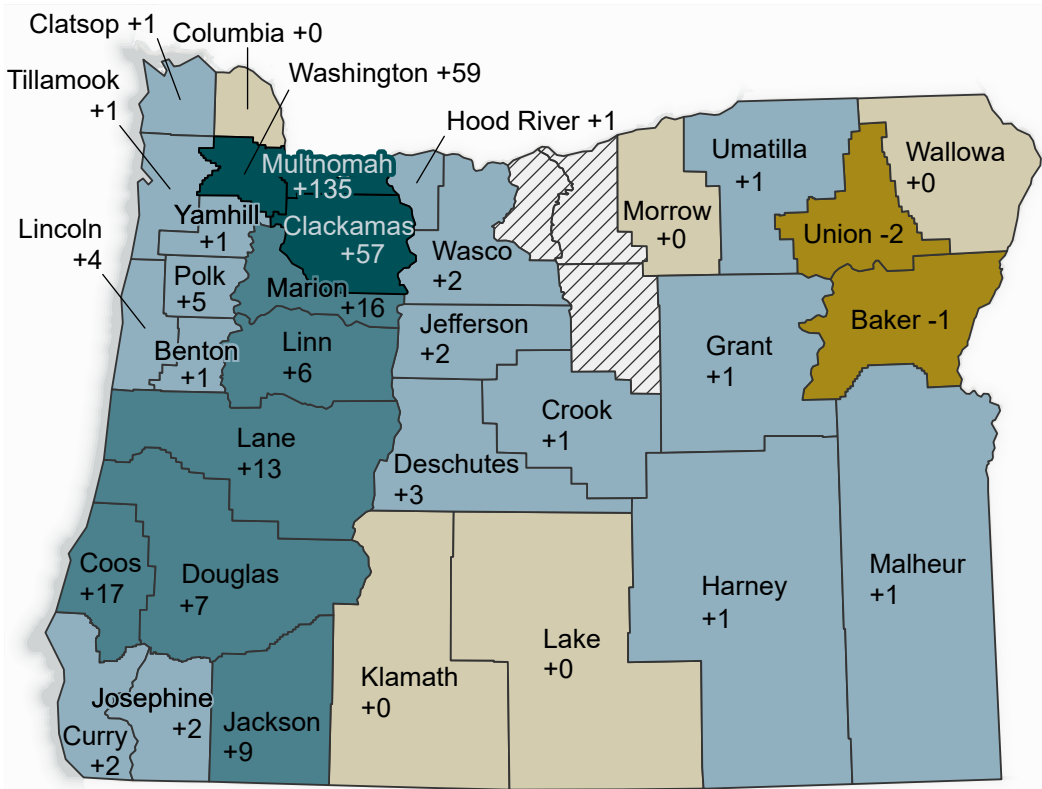 Clatsop +1
Columbia +0
Washington +59
Tillamook
+1
Hood River +1
Multnomah
+135
Umatilla
+1
Wallowa
+0
Yamhill
+1
Clackamas
+57
Morrow
+0
Union -2
Lincoln
+4
Wasco
+2
Polk
+5
Marion
+16
Baker -1
Jefferson
+2
Linn
+6
Benton
+1
Grant
+1
Crook
+1
Lane
+13
Deschutes
+3
Coos
+17
Douglas
+7
Harney
+1
Malheur
+1
Lake
+0
Klamath
+0
Josephine
+2
Jackson
+9
Curry
+2